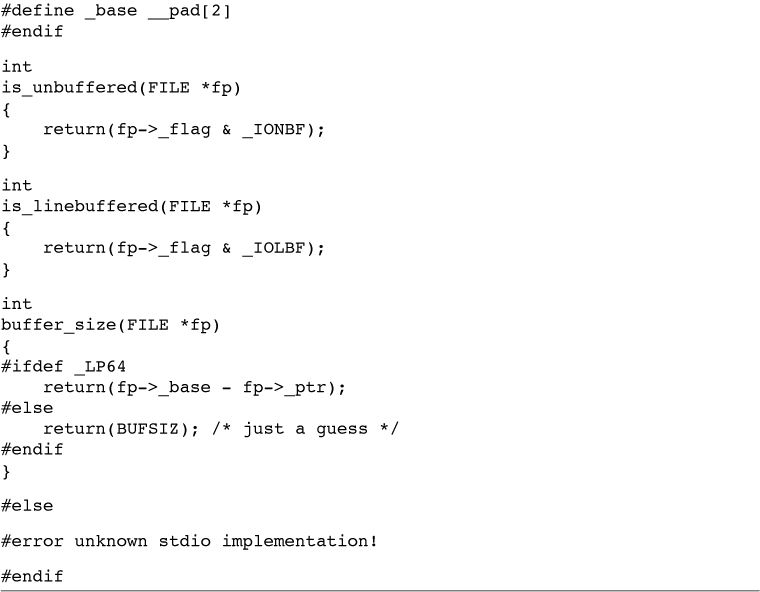 #define _base __pad[2]
#endif
int
is_unbuffered(FILE *fp)
{
    return(fp->_flag & _IONBF);
}
int
is_linebuffered(FILE *fp)
{
    return(fp->_flag & _IOLBF);
}
int
buffer_size(FILE *fp)
{
#ifdef _LP64
    return(fp->_base - fp->_ptr);
#else
    return(BUFSIZ); /* just a guess */
#endif
}
#else
#error unknown stdio implementation!
#endif